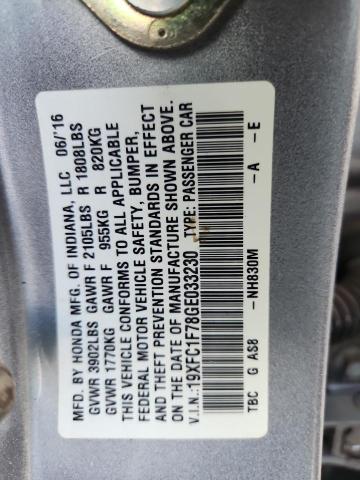 MFD. BY HONDA MFG. OF INDIANA, LLC 06/'16
GVWR 3902LBS GAWR F 2105LBS R 1808LBS
GVWR 1770KG GAWR F 955KG R 820KG
THIS VEHICLE CONFORMS TO ALL APPLICABLE
FEDERAL MOTOR VEHICLE SAFETY, BUMPER,
AND THEFT PREVENTION STANDARDS IN EFFECT
ON THE DATE OF MANUFACTURE SHOWN ABOVE.
V.I.N.:19XFC1F78GE033230 TYPE: PASSENGER CAR
TBC G AS8 -NH830M -A -E